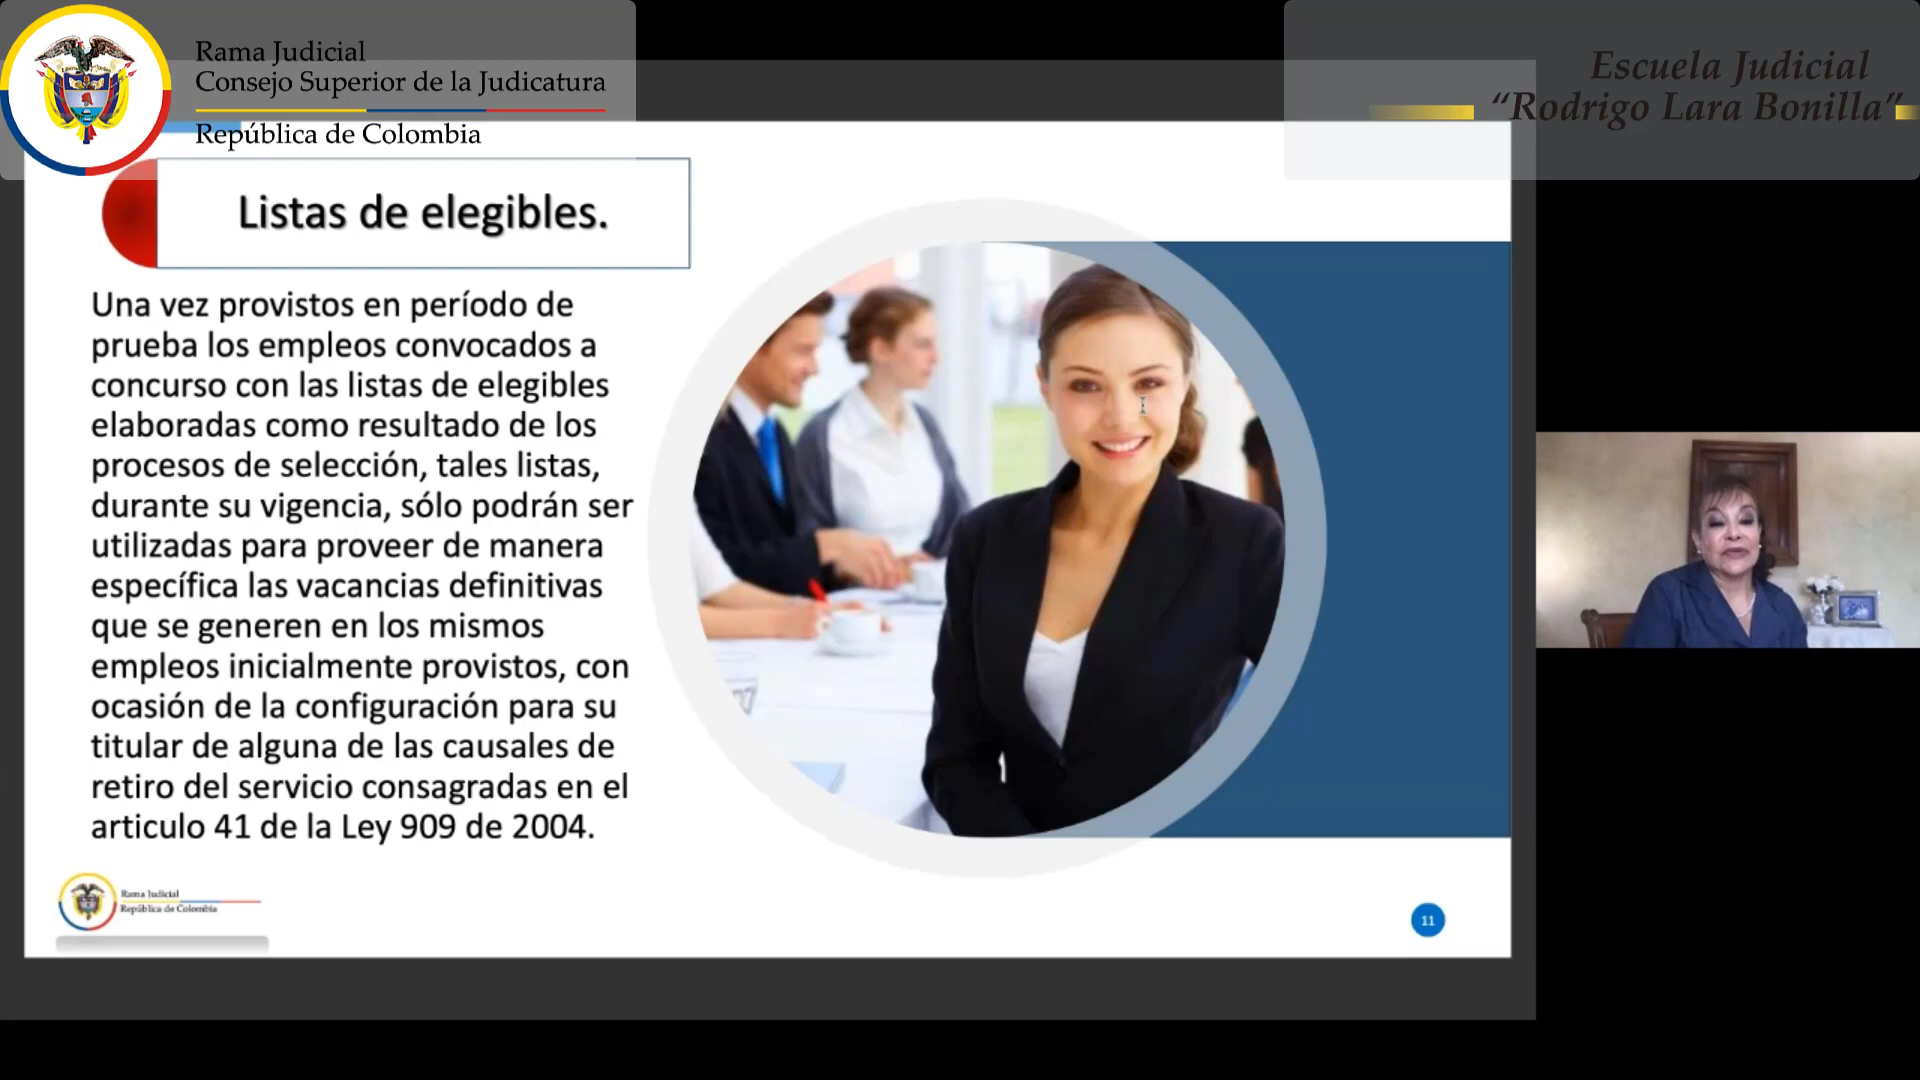 Rama Judicial
Consejo Superior de la Judicatura
República de Colombia
Escuela Judicial
“Rodrigo Lara Bonilla”
Listas de elegibles.
Una vez provistos en período de
prueba los empleos convocados a
concurso con las listas de elegibles
elaboradas como resultado de los
procesos de selección, tales listas,
durante su vigencia, sólo podrán ser
utilizadas para proveer de manera
específica las vacancias definitivas
que se generen en los mismos
empleos inicialmente provistos, con
ocasión de la configuración para su
titular de alguna de las causales de
retiro del servicio consagradas en el
articulo 41 de la Ley 909 de 2004.
Rama Judicial
República de Colombia
11